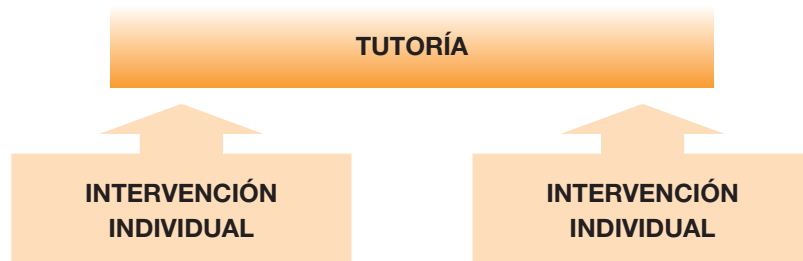 TUTORÍA
INTERVENCIÓN
INDIVIDUAL
INTERVENCIÓN
INDIVIDUAL